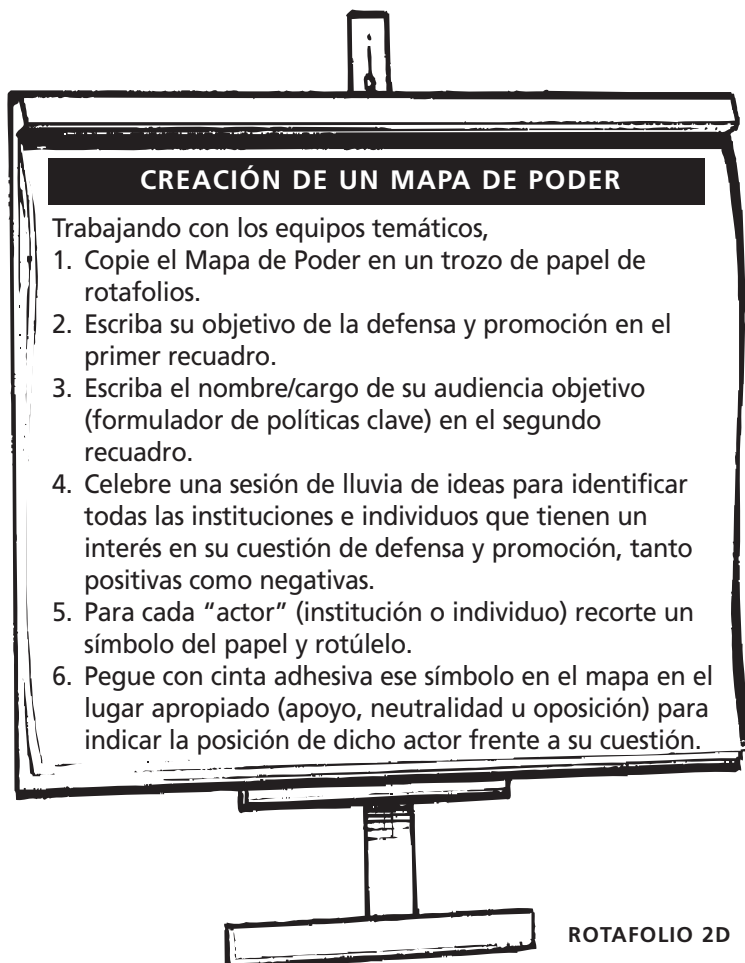 CREACIÓN DE UN MAPA DE PODER
Trabajando con los equipos temáticos,
1. Copie el Mapa de Poder en un trozo de papel de
rotafolios.
2. Escriba su objetivo de la defensa y promoción en el
primer recuadro.
3. Escriba el nombre/cargo de su audiencia objetivo
(formulador de políticas clave) en el segundo
recuadro.
4. Celebre una sesión de lluvia de ideas para identificar
todas las instituciones e individuos que tienen un
interés en su cuestión de defensa y promoción, tanto
positivas como negativas.
5. Para cada “actor” (institución o individuo) recorte un
símbolo del papel y rotúlelo.
6. Pegue con cinta adhesiva ese símbolo en el mapa en el
lugar apropiado (apoyo, neutralidad u oposición) para
indicar la posición de dicho actor frente a su cuestión.
ROTAFOLIO 2D